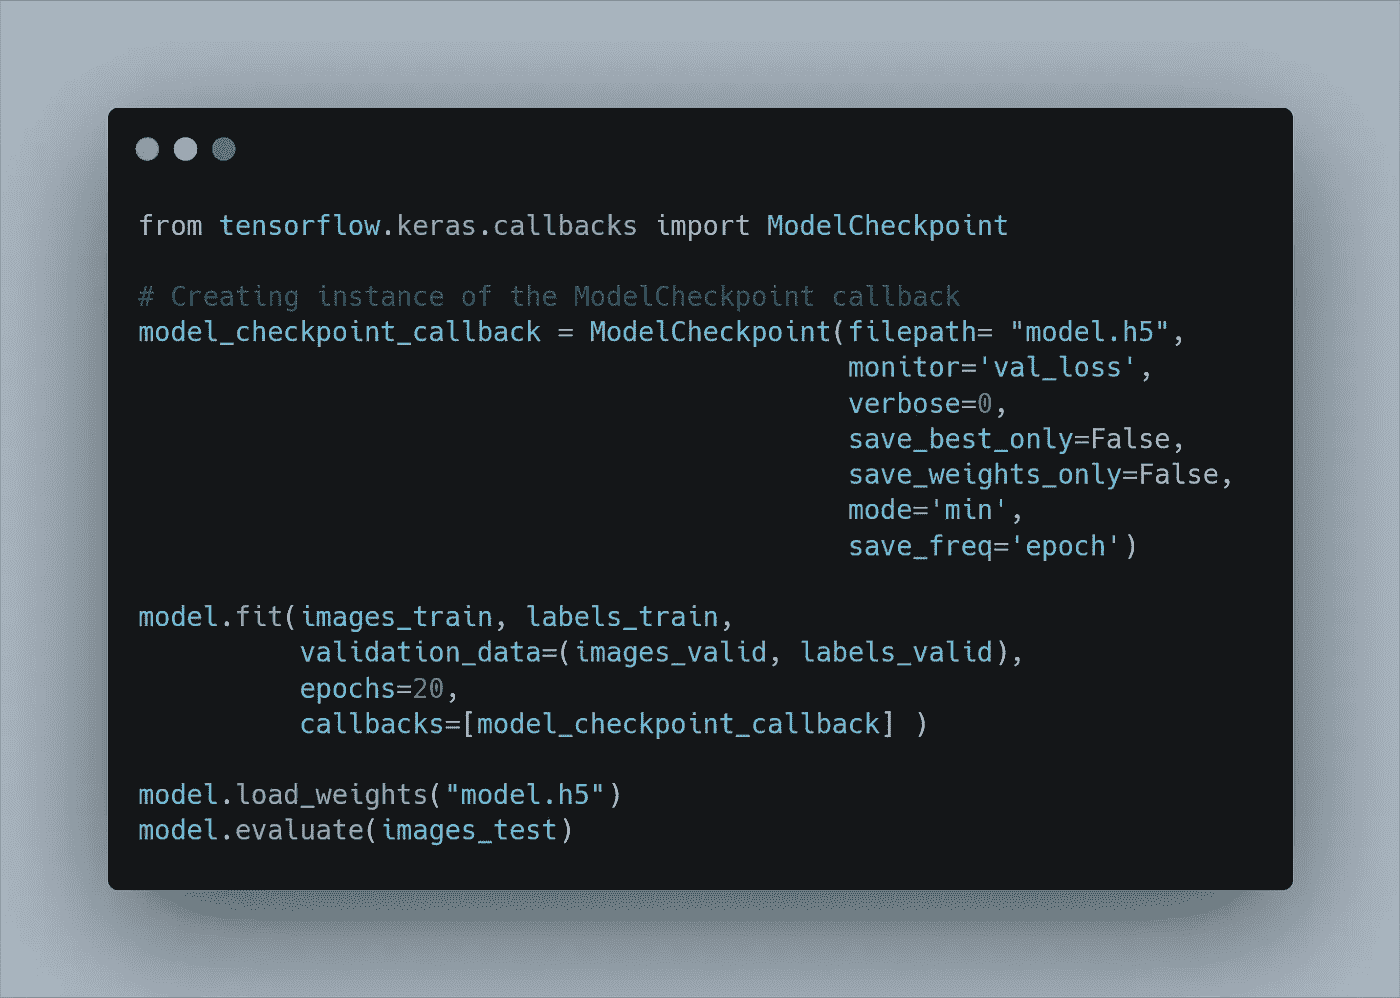 from tensorflow.keras.callbacks import ModelCheckpoint
# Creating instance of the ModelCheckpoint callback
model_checkpoint_callback = ModelCheckpoint(filepath= "model.h5",
monitor='val_loss',
verbose=0,
save_best_only=False,
save_weights_only=False,
mode='min',
save_freq='epoch')
model.fit(images_train, labels_train,
validation_data=(images_valid, labels_valid),
epochs=20,
callbacks=[model_checkpoint_callback] )
model.load_weights("model.h5")
model.evaluate(images_test)